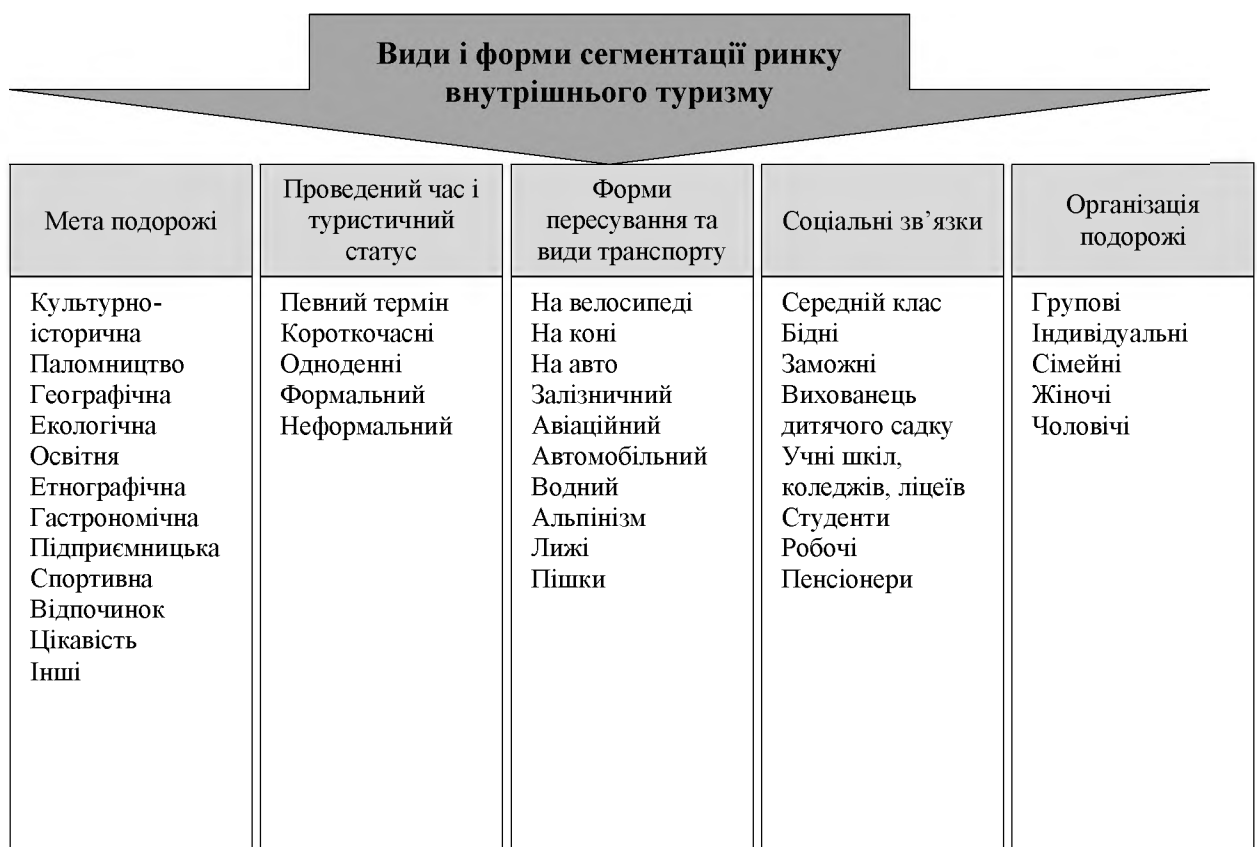 Види і форми сегментації ринку
внутрішнього туризму
Мета подорожі
Культурно-
історична
Паломництво
Географічна
Екологічна
Освітня
Етнографічна
Гастрономічна
Підприємницька
Спортивна
Відпочинок
Цікавість
Інші
Проведений час і
туристичний
статус
Певний термін
Короткочасні
Одноденні
Формальний
Неформальний
Форми
пересування та
види транспорту
На велосипеді
На коні
На авто
Залізничний
Авіаційний
Автомобільний
Водний
Альпінізм
Лижі
Пішки
Соціальні зв’язки
Середній клас
Бідні
Заможні
Вихованець
дитячого садку
Учні шкіл,
коледжів, ліцеїв
Студенти
Робочі
Пенсіонери
Організація
подорожі
Групові
Індивідуальні
Сімейні
Жіночі
Чоловічі